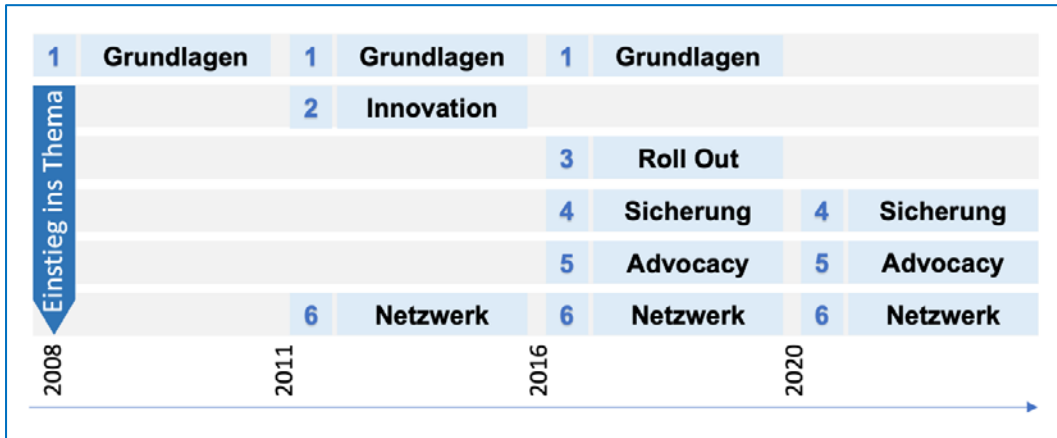 1 Grundlagen 1 Grundlagen 1 Grundlagen
2 Innovation
3 Roll Out
4 Sicherung 4 Sicherung
5 Advocacy 5 Advocacy
6 Netzwerk 6 Netzwerk 6 Netzwerk
Einstieg ins Thema
2008 2011 2016 2020